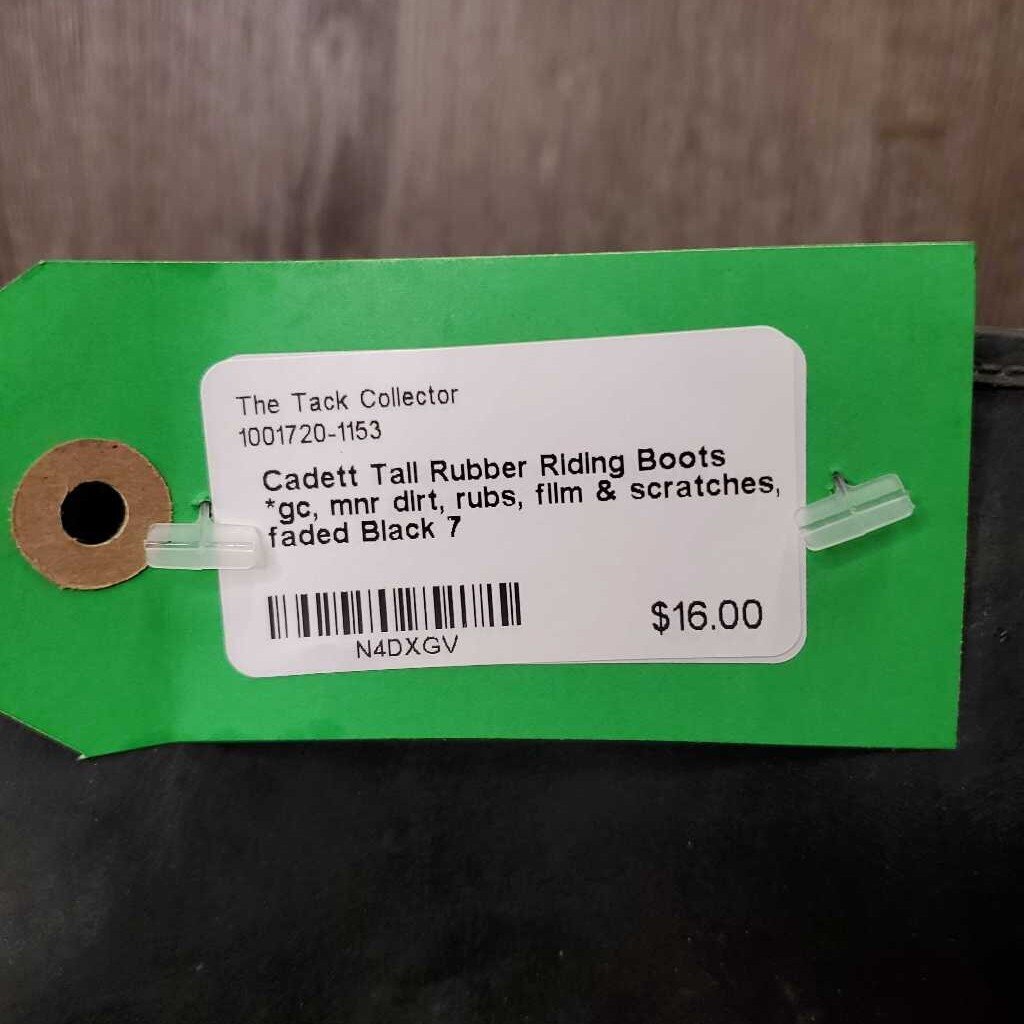 The Tack Collector
1001720-1153
Cadett Tall Rubber Riding Boots
*gc, mnr dirt, rubs, film & scratches,
faded Black 7
N4DXGV
$16.00